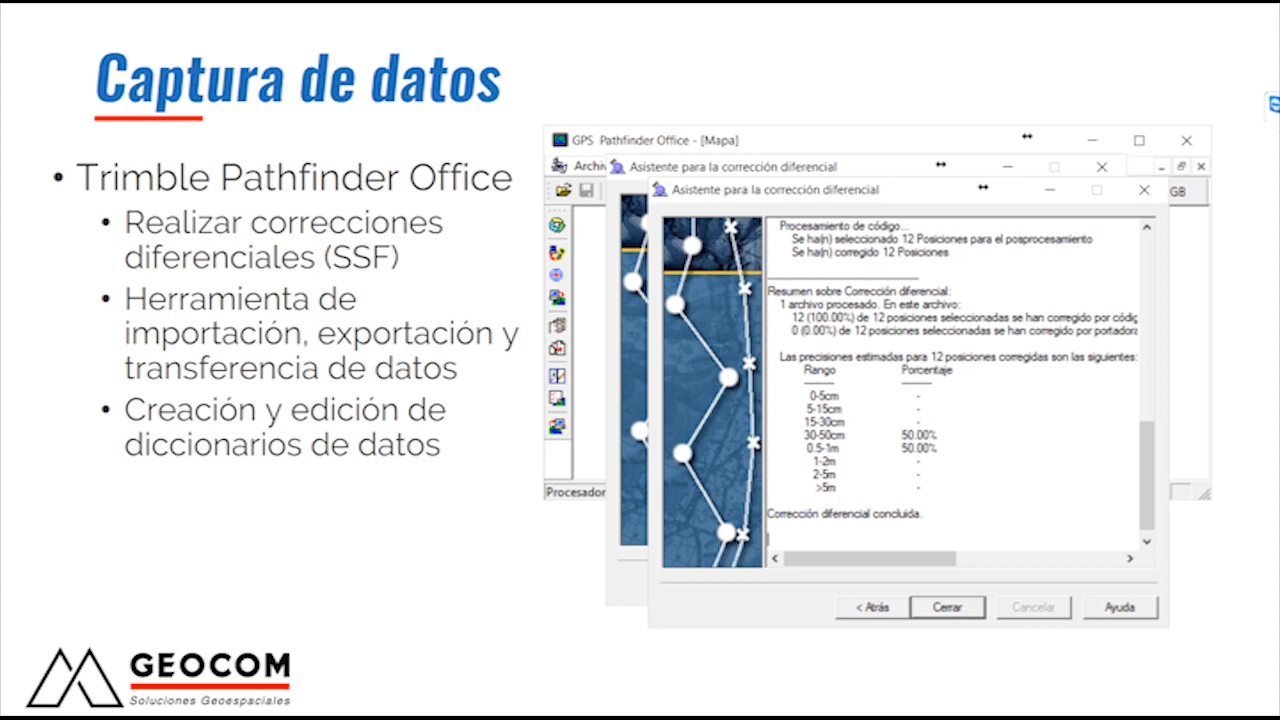 Captura de datos
• Trimble Pathfinder Office
• Realizar correcciones
diferenciales (SSF)
• Herramienta de
importación, exportación y
transferencia de datos
• Creación y edición de
diccionarios de datos
GPS Pathfinder Office - [Mapa]
Archiv
Asistente para la corrección diferencial
Asistente para la corrección diferencial
GB
Procesamiento de código...
Se ha(n) seleccionado 12 Posiciones para el posprocesamiento
Se ha(n) corregido 12 Posiciones
Resumen sobre Corrección diferencial:
1 archivo procesado. En este archivo:
12 (100.00%) de 12 posiciones seleccionadas se han corregido por códig
0 (0.00%) de 12 posiciones seleccionadas se han corregido por portadora
Las precisiones estimadas para 12 posiciones corregidas son las siguientes:
Rango Porcentaje
------ ------
0-5cm -
5-15cm -
15-30cm -
30-50cm 50.00%
0.5-1m 50.00%
1-2m -
2-5m -
>5m -
Corrección diferencial concluida.
Procesador
< Atrás Cerrar Cancelar Ayuda
GEOCOM
Soluciones Geoespaciales